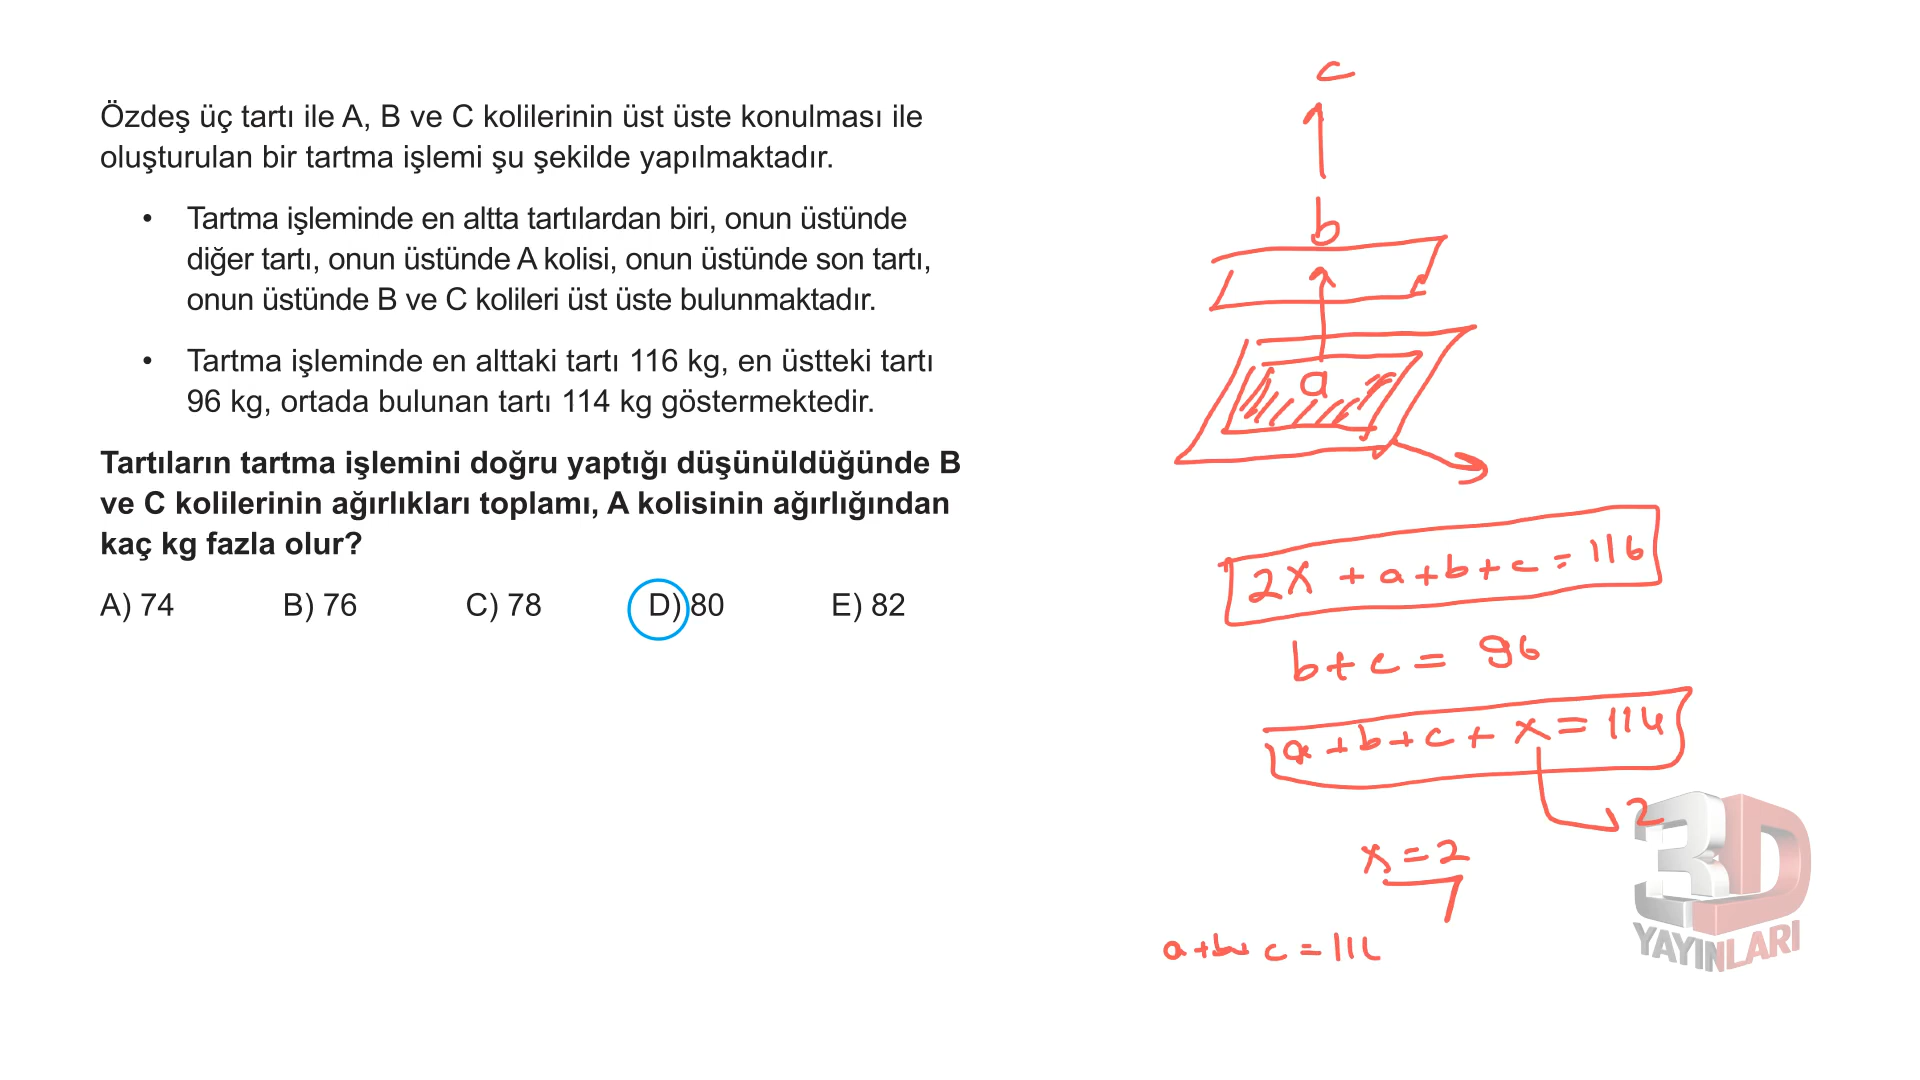 Özdeş üç tartı ile A, B ve C kolilerinin üst üste konulması ile
oluşturulan bir tartma işlemi şu şekilde yapılmaktadır.
• Tartma işleminde en altta tartılardan biri, onun üstünde
diğer tartı, onun üstünde A kolisi, onun üstünde son tartı,
onun üstünde B ve C kolileri üst üste bulunmaktadır.
• Tartma işleminde en alttaki tartı 116 kg, en üstteki tartı
96 kg, ortada bulunan tartı 114 kg göstermektedir.
Tartıların tartma işlemini doğru yaptığı düşünüldüğünde B
ve C kolilerinin ağırlıkları toplamı, A kolisinin ağırlığından
kaç kg fazla olur?
A) 74 B) 76 C) 78 D) 80 E) 82
c
b
a
2x + a + b + c = 116
b + c = 96
a + b + c + x = 114
2
x = 2
a + b + c = 11
3D
YAYINLARI